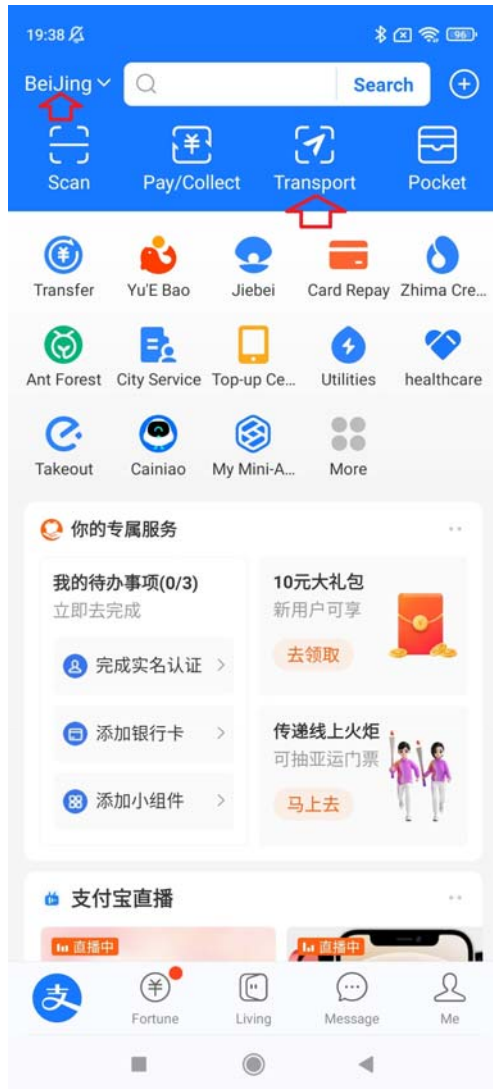 19:38
96
BeiJing
Search
Scan
Pay/Collect
Transport
Pocket
Transfer
Yu'E Bao
Jiebei
Card Repay
Zhima Cre...
Ant Forest
City Service
Top-up Ce...
Utilities
healthcare
Takeout
Cainiao
My Mini-A...
More
你的专属服务
我的待办事项(0/3)
立即去完成
完成实名认证
添加银行卡
添加小组件
10元大礼包
新用户可享
去领取
传递线上火炬
可抽亚运门票
马上去
支付宝直播
直播中
直播中
支
Fortune
Living
Message
Me